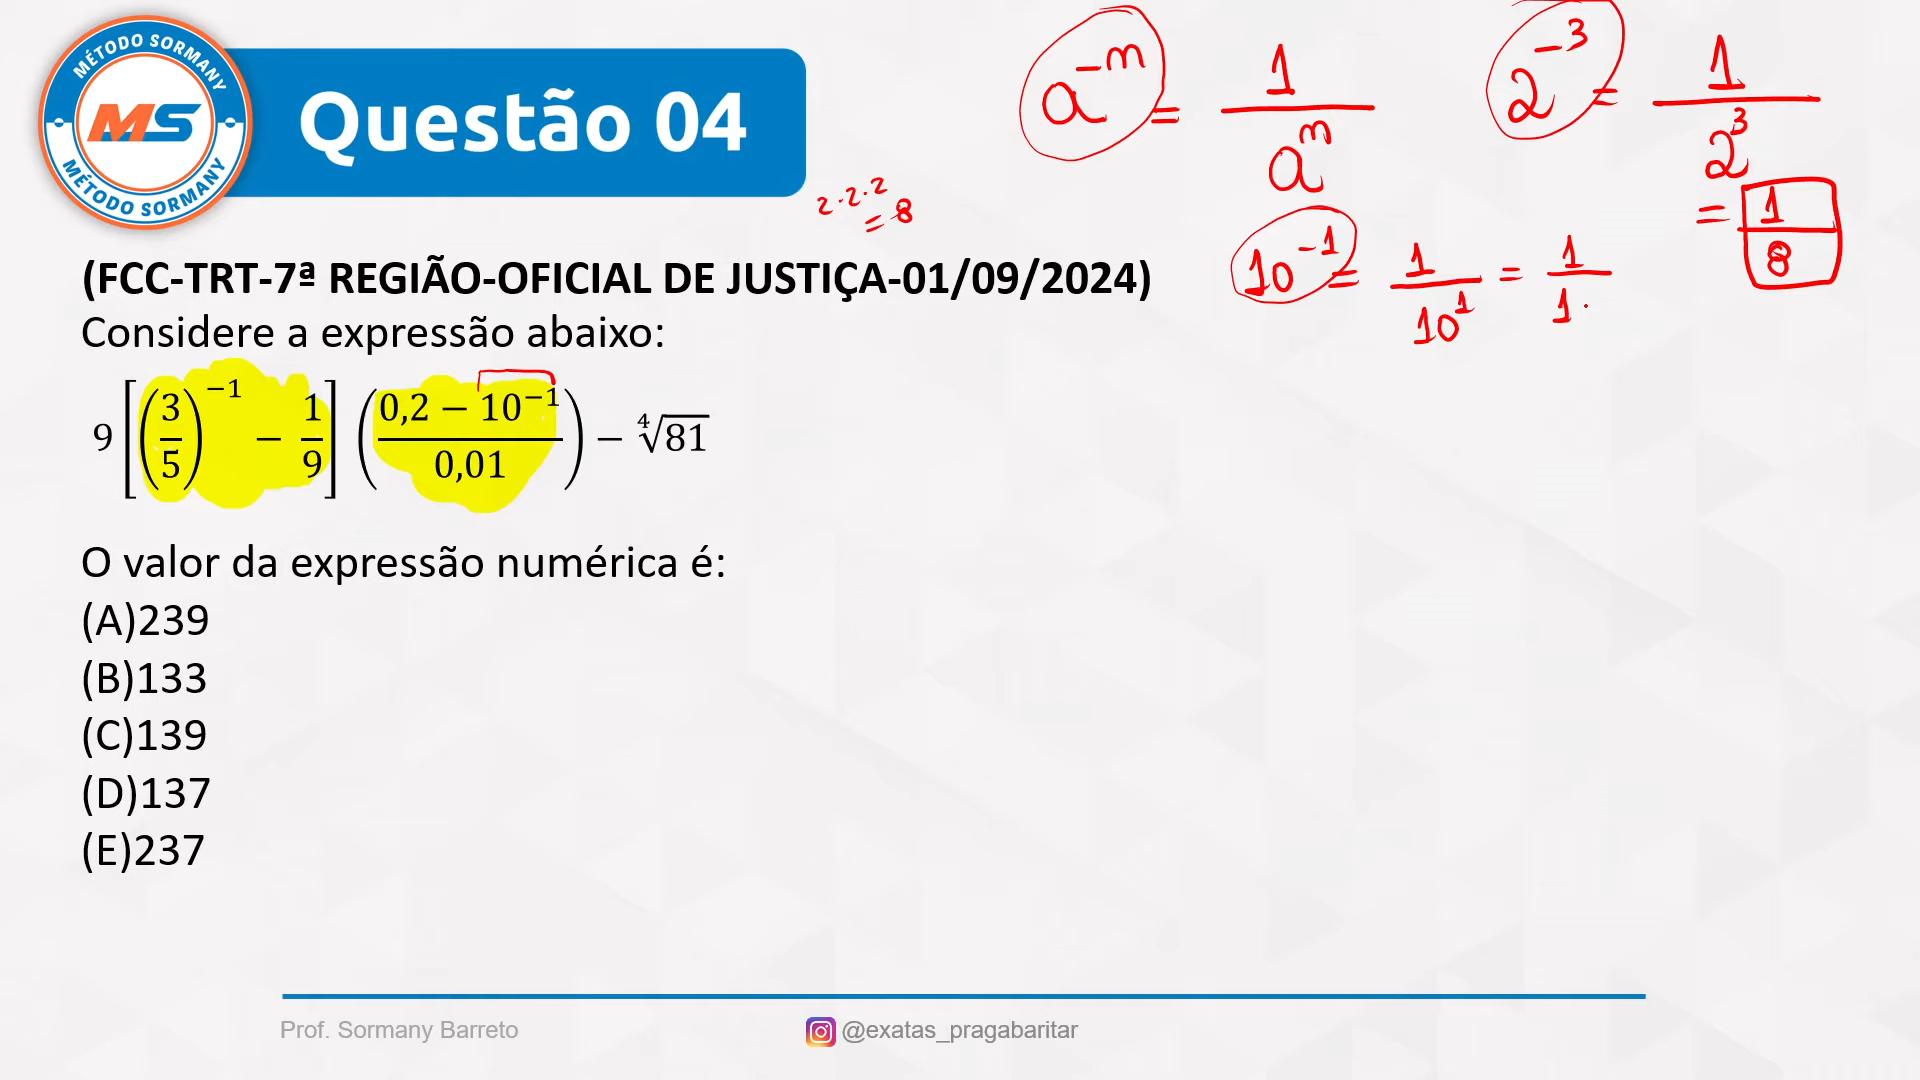 MÉTODO SORMANY
MS
MÉTODO SORMANY
Questão 04
a^{-m} = 1/a^m
2^{-3} = 1/2^3
= 1/8
2·2·2
= 8
10^{-1} = 1/10^1 = 1/1·
(FCC-TRT-7ª REGIÃO-OFICIAL DE JUSTIÇA-01/09/2024)
Considere a expressão abaixo:
9[(3/5)^{-1} − 1/9] ((0,2 − 10^{-1})/0,01) − ∜81
O valor da expressão numérica é:
(A)239
(B)133
(C)139
(D)137
(E)237
Prof. Sormany Barreto
@exatas_pragabaritar